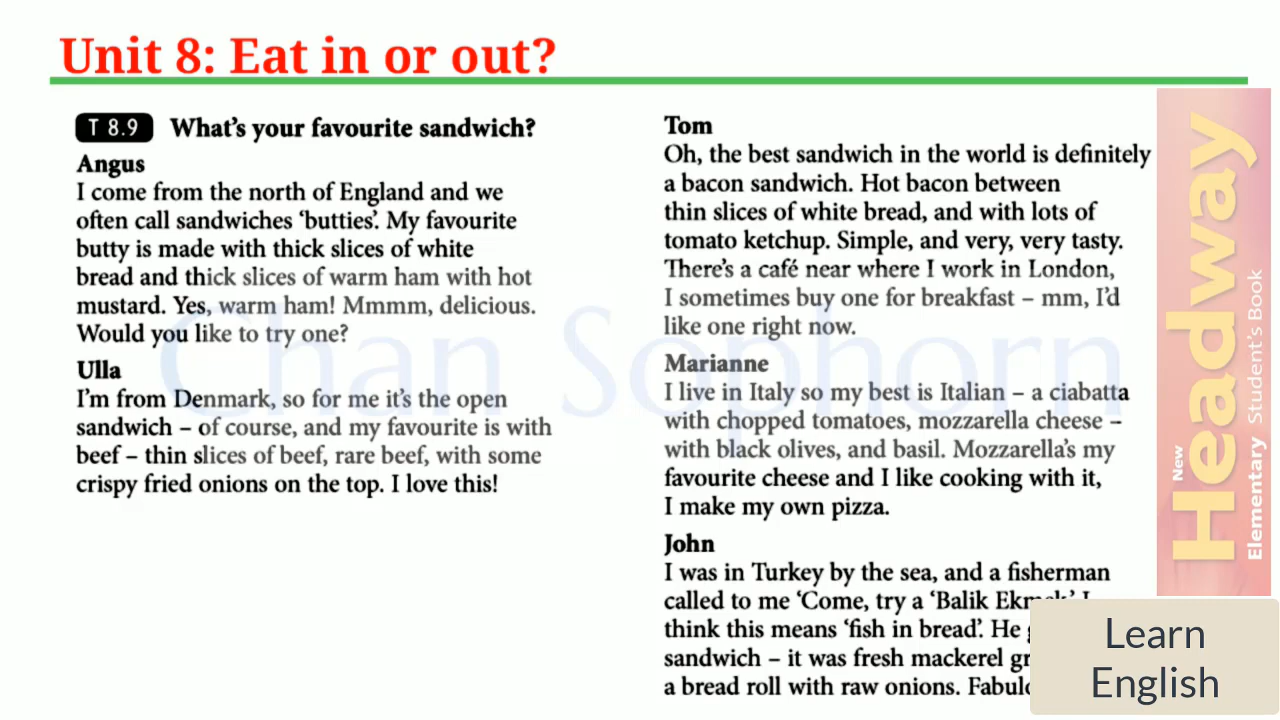 Unit 8: Eat in or out?
T 8.9 What's your favourite sandwich?
Angus
I come from the north of England and we
often call sandwiches 'butties'. My favourite
butty is made with thick slices of white
bread and thick slices of warm ham with hot
mustard. Yes, warm ham! Mmmm, delicious.
Would you like to try one?
Ulla
I'm from Denmark, so for me it's the open
sandwich – of course, and my favourite is with
beef – thin slices of beef, rare beef, with some
crispy fried onions on the top. I love this!
Tom
Oh, the best sandwich in the world is definitely
a bacon sandwich. Hot bacon between
thin slices of white bread, and with lots of
tomato ketchup. Simple, and very, very tasty.
There's a café near where I work in London,
I sometimes buy one for breakfast – mm, I'd
like one right now.
Marianne
I live in Italy so my best is Italian – a ciabatta
with chopped tomatoes, mozzarella cheese –
with black olives, and basil. Mozzarella's my
favourite cheese and I like cooking with it,
I make my own pizza.
John
I was in Turkey by the sea, and a fisherman
called to me 'Come, try a 'Balik Ekmek' I
think this means 'fish in bread'. He
sandwich – it was fresh mackerel
a bread roll with raw onions.
Chan Sophorn
New
Headway
Elementary Student's Book
Learn
English